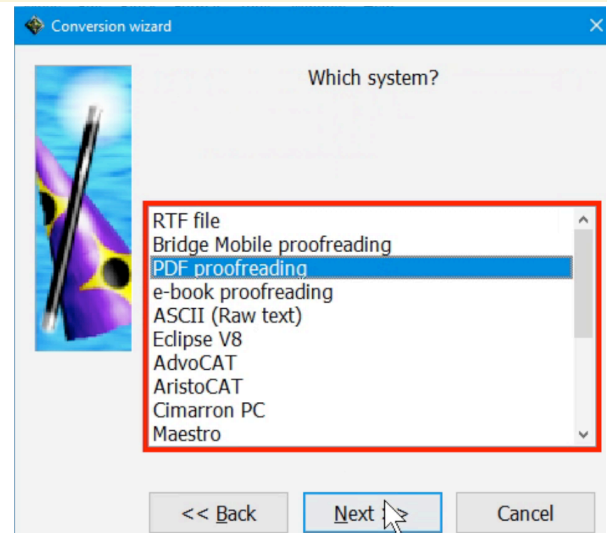 Conversion wizard
Which system?
RTF file
Bridge Mobile proofreading
PDF proofreading
e-book proofreading
ASCII (Raw text)
Eclipse V8
AdvoCAT
AristoCAT
Cimarron PC
Maestro
<< Back
Next >>
Cancel